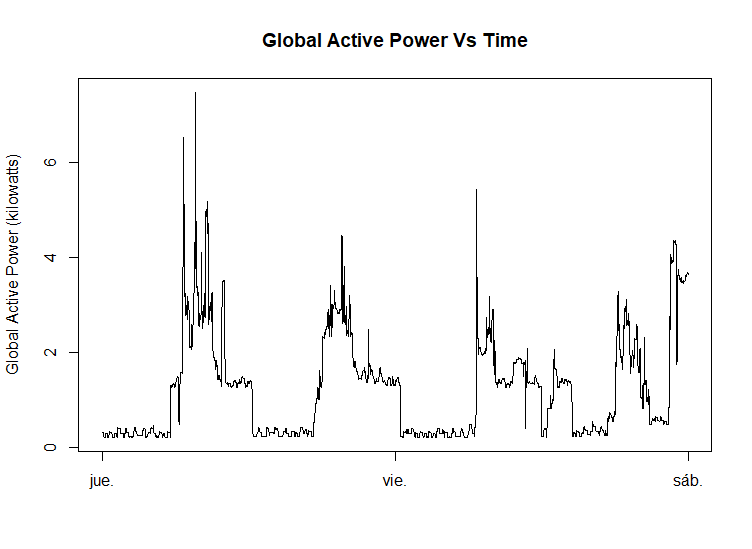 Global Active Power Vs Time
Global Active Power (kilowatts)
6
4
2
0
jue.
vie.
sáb.